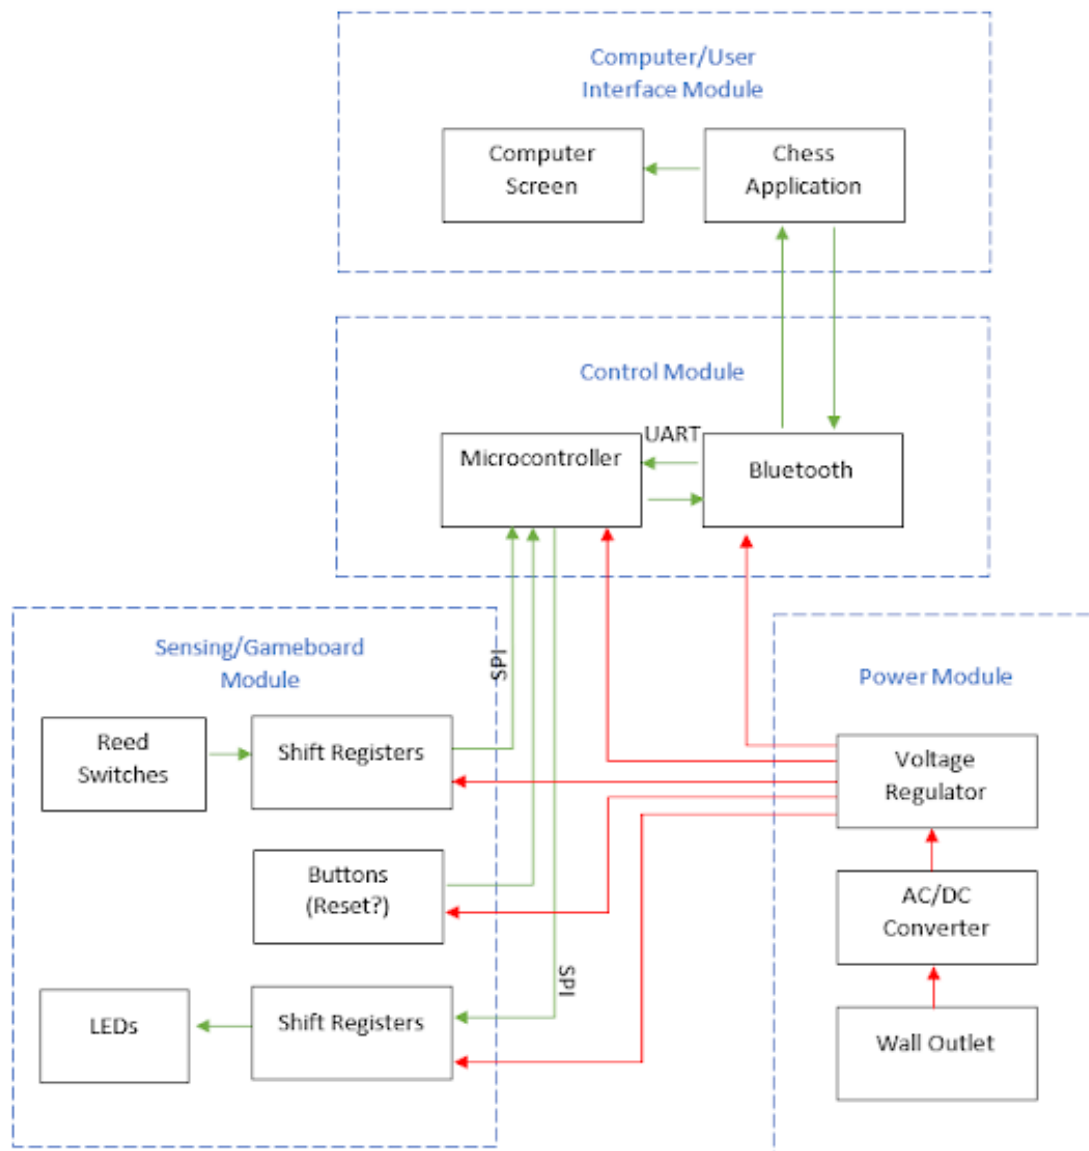 Computer/User
Interface Module
Computer
Screen
Chess
Application
Control Module
UART
Microcontroller
Bluetooth
Sensing/Gameboard
Module
SPI
Power Module
Reed
Switches
Shift Registers
Voltage
Regulator
Buttons
(Reset?)
AC/DC
Converter
SPI
LEDs
Shift Registers
Wall Outlet